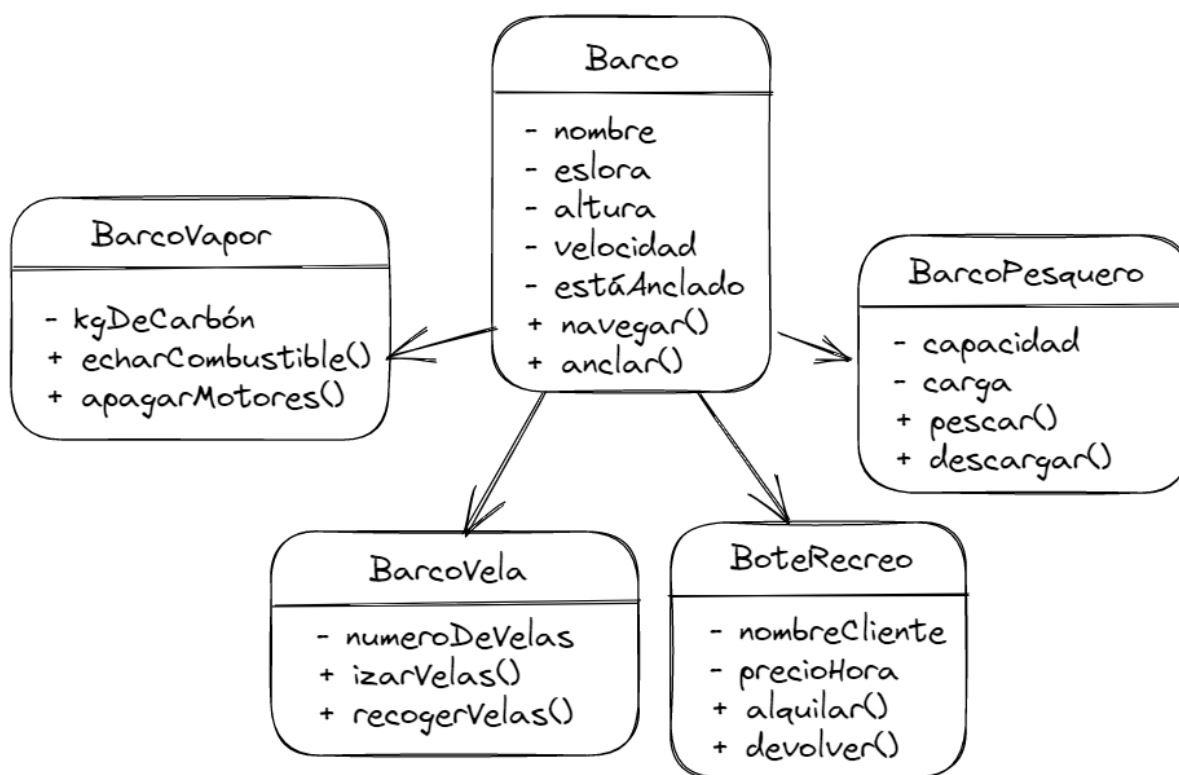 Barco
- nombre
- eslora
- altura
- velocidad
- estáAnclado
+ navegar()
+ anclar()
BarcoVapor
- kgDeCarbón
+ echarCombustible()
+ apagarMotores()
BarcoPesquero
- capacidad
- carga
+ pescar()
+ descargar()
BarcoVela
- numeroDeVelas
+ izarVelas()
+ recogerVelas()
BoteRecreo
- nombreCliente
- precioHora
+ alquilar()
+ devolver()